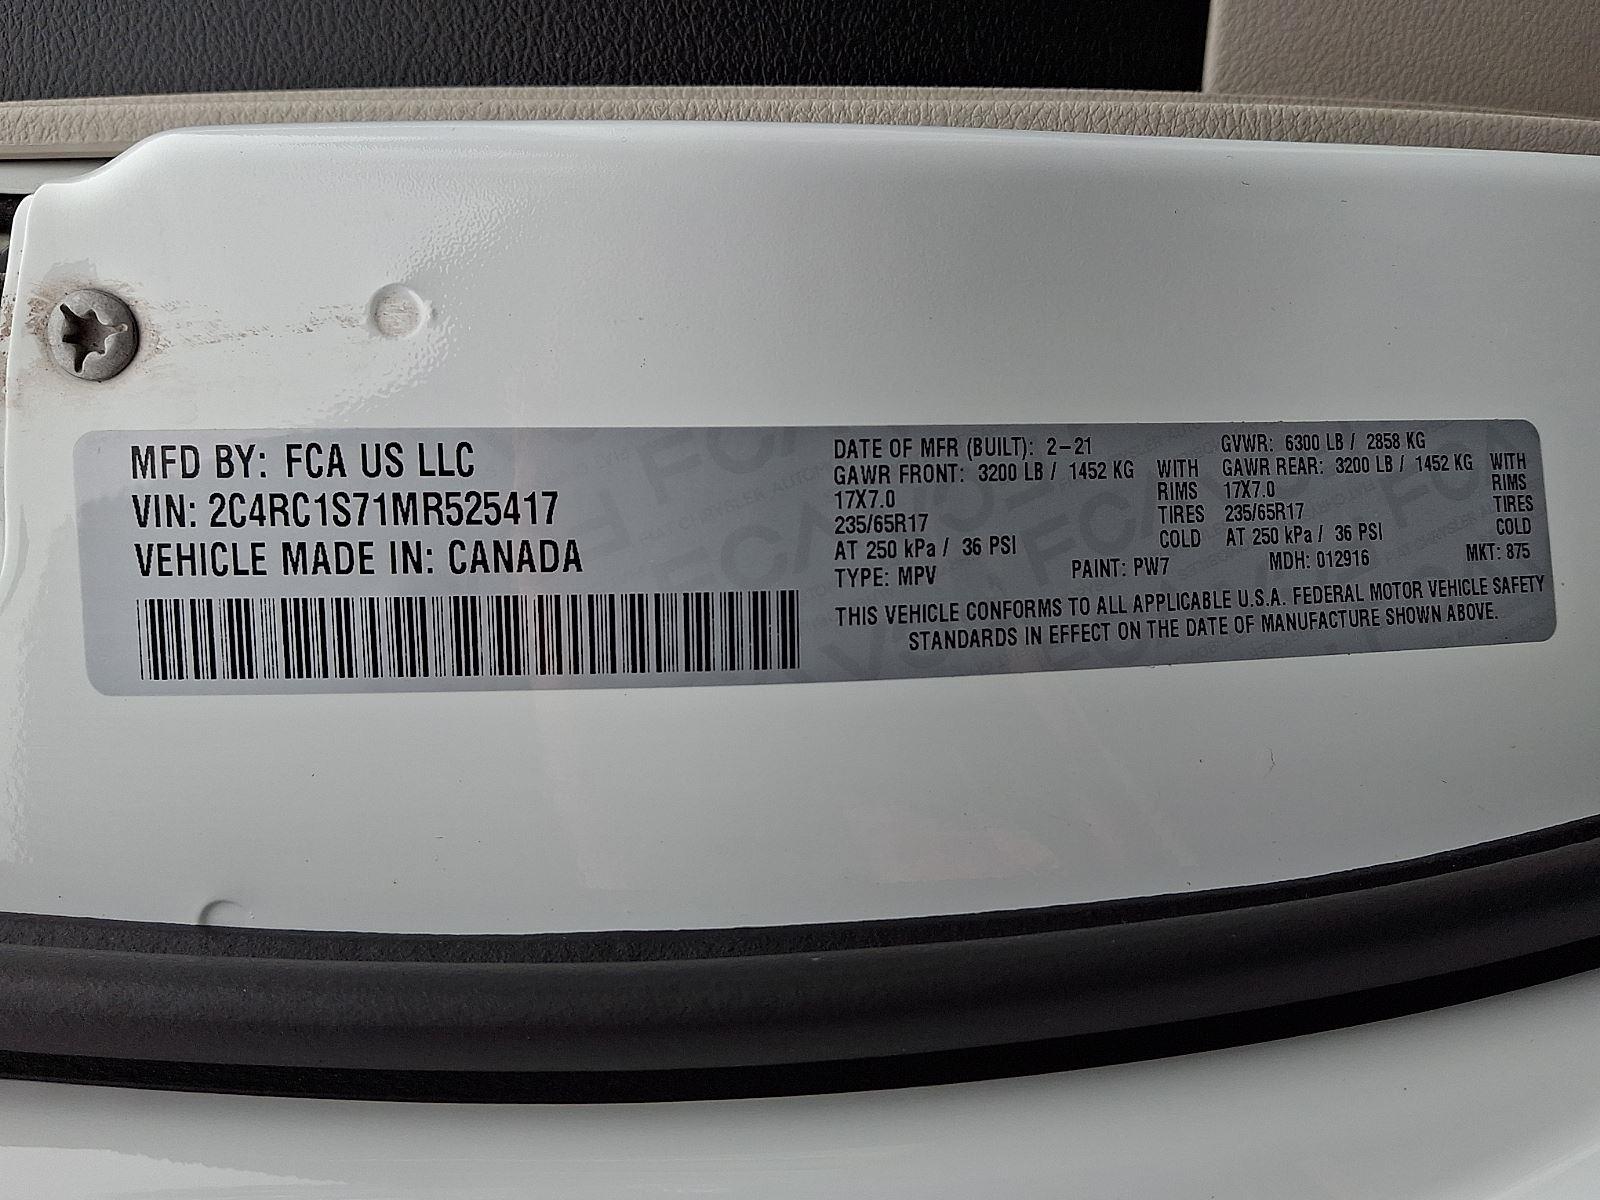 MFD BY: FCA US LLC
VIN: 2C4RC1S71MR525417
VEHICLE MADE IN: CANADA
DATE OF MFR (BUILT): 2-21 GVWR: 6300 LB / 2858 KG
GAWR FRONT: 3200 LB / 1452 KG WITH GAWR REAR: 3200 LB / 1452 KG WITH
17X7.0 RIMS 17X7.0 RIMS
235/65R17 TIRES 235/65R17 TIRES
AT 250 kPa / 36 PSI COLD AT 250 kPa / 36 PSI COLD
TYPE: MPV PAINT: PW7 MDH: 012916 MKT: 875
THIS VEHICLE CONFORMS TO ALL APPLICABLE U.S.A. FEDERAL MOTOR VEHICLE SAFETY
STANDARDS IN EFFECT ON THE DATE OF MANUFACTURE SHOWN ABOVE.